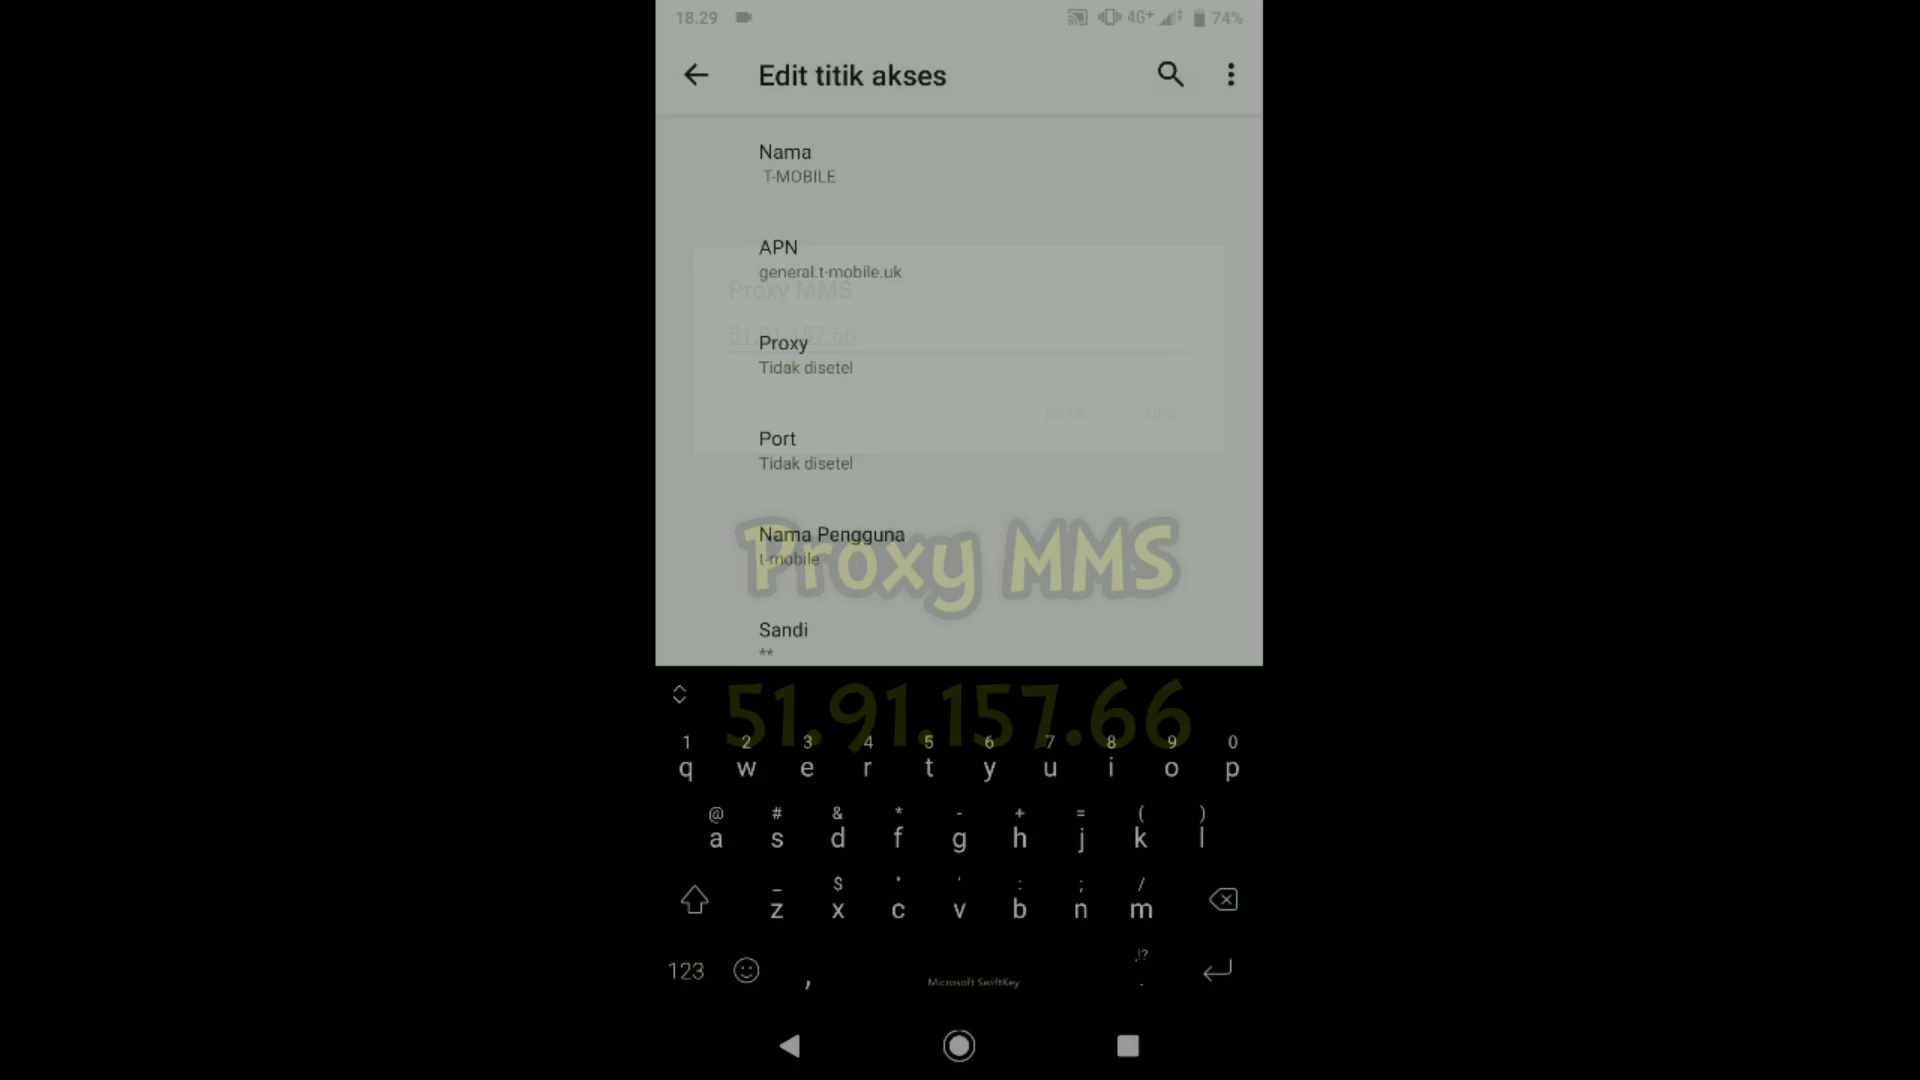 18.29
4G+ 74%
Edit titik akses
Nama
T-MOBILE
APN
general.t-mobile.uk
Proxy MMS
51.91.157.66
Proxy
Tidak disetel
Port
Tidak disetel
Nama Pengguna
t-mobile
Proxy MMS
Sandi
**
51.91.157.66
1 2 3 4 5 6 7 8 9 0
q w e r t y u i o p
@ # & * - + = ( )
a s d f g h j k l
_ $ " ' : ; /
z x c v b n m
,!?
123 , Microsoft SwiftKey .